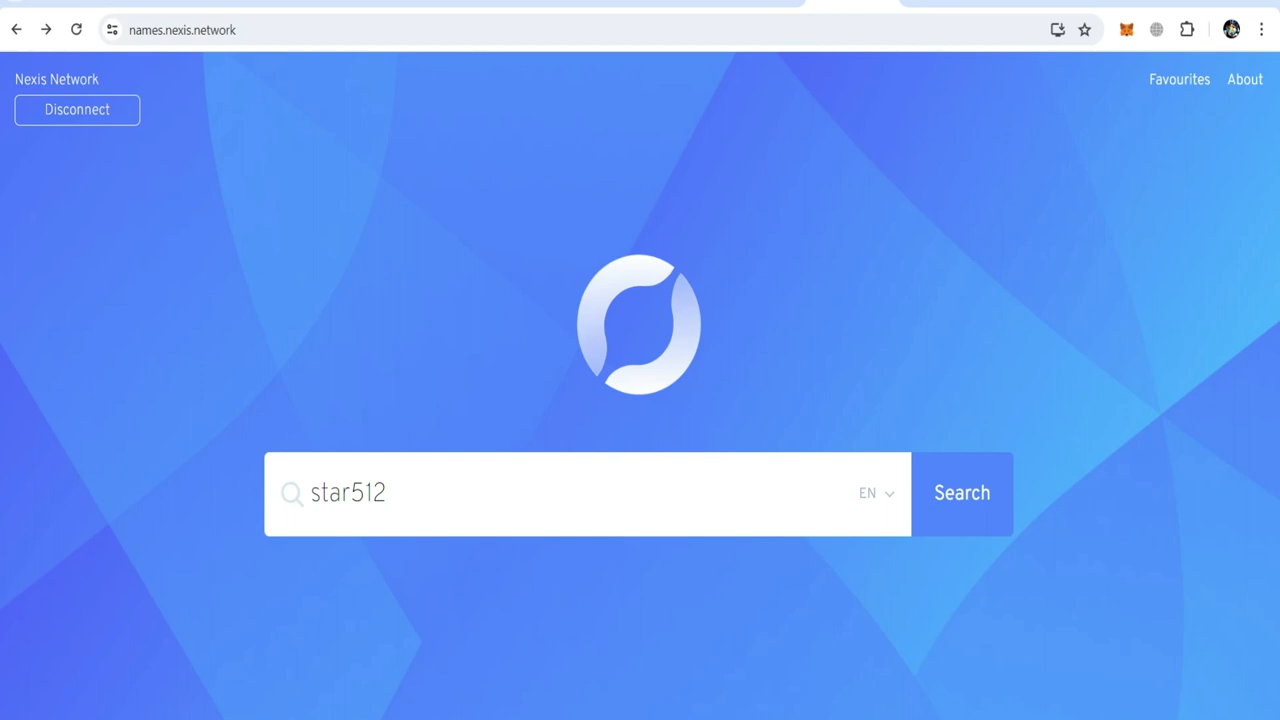 names.nexis.network
Nexis Network
Disconnect
Favourites About
star512
EN
Search